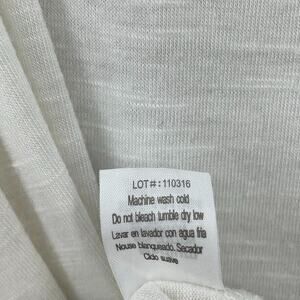 LOT#:110316
Machine wash cold
Do not bleach tumble dry low
Lavar en lavador con agua fria
Nouse blanqueado. Secador
Cido suave